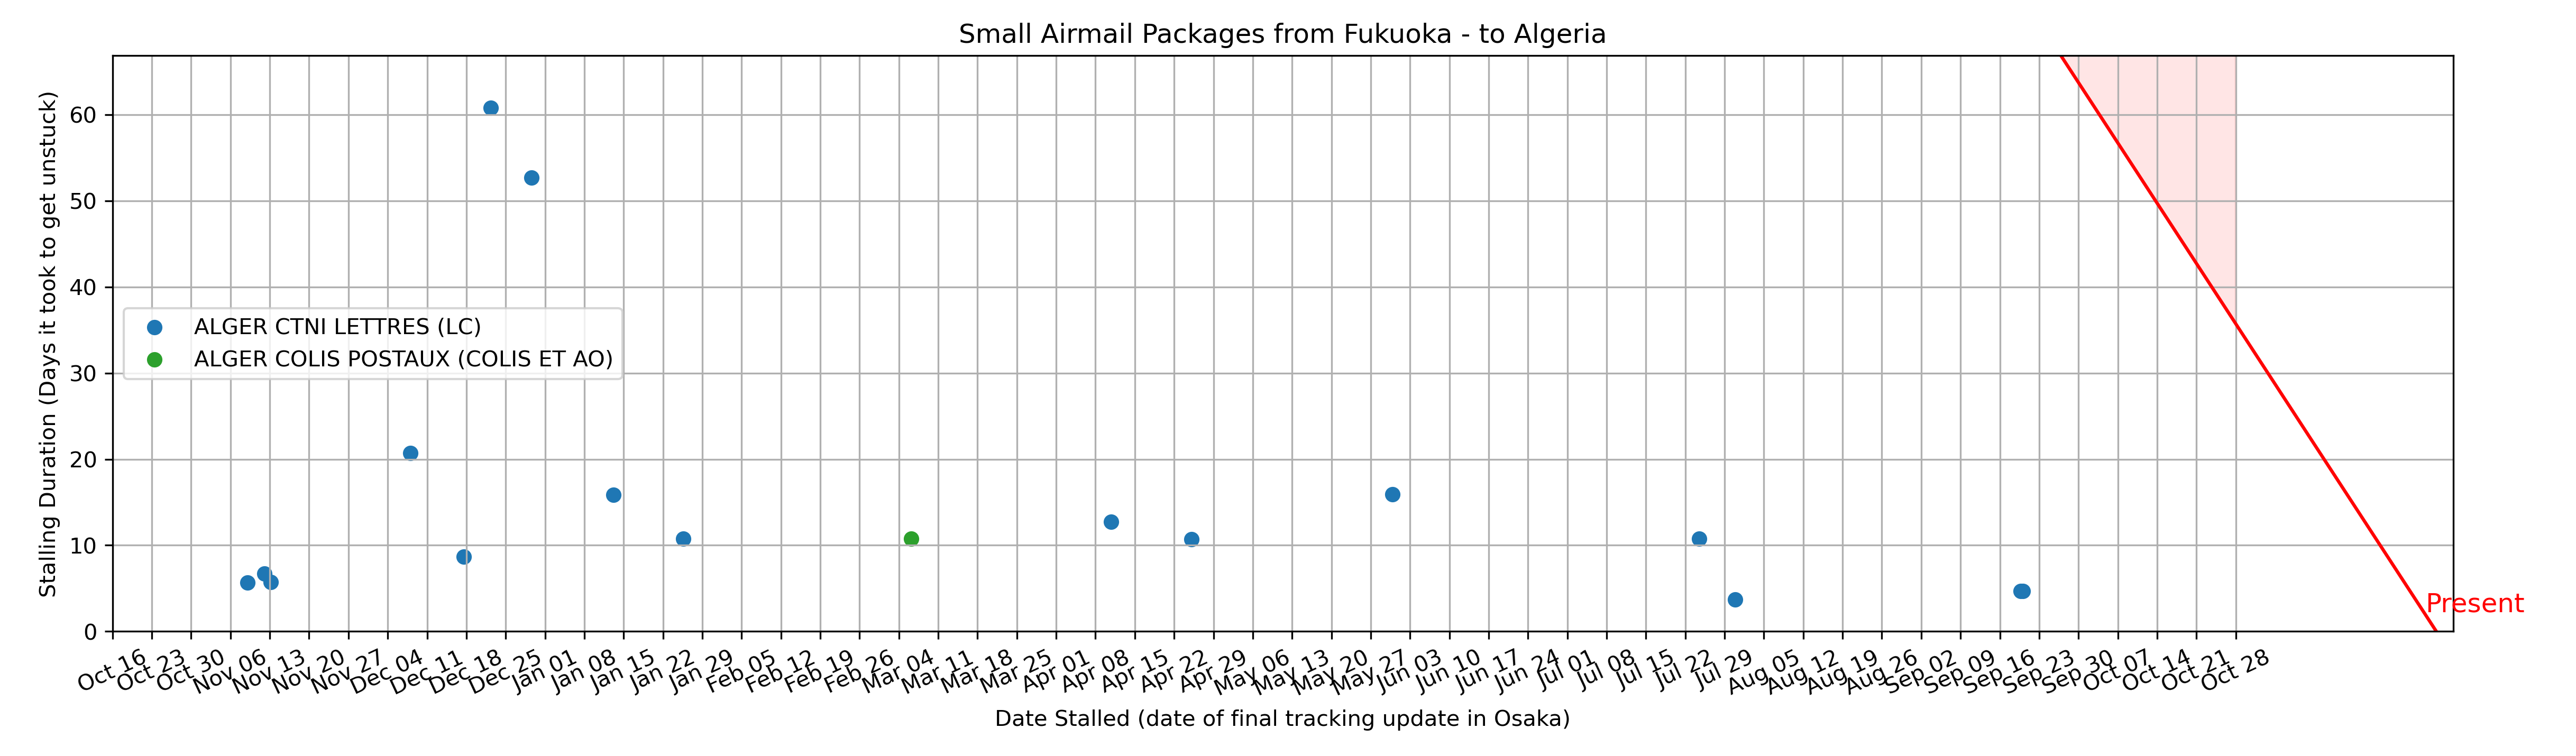 Small Airmail Packages from Fukuoka - to Algeria
Stalling Duration (Days it took to get unstuck)
60
50
40
30
20
10
0
ALGER CTNI LETTRES (LC)
ALGER COLIS POSTAUX (COLIS ET AO)
Present
Oct 16
Oct 23
Oct 30
Nov 06
Nov 13
Nov 20
Nov 27
Dec 04
Dec 11
Dec 18
Dec 25
Jan 01
Jan 08
Jan 15
Jan 22
Jan 29
Feb 05
Feb 12
Feb 19
Feb 26
Mar 04
Mar 11
Mar 18
Mar 25
Apr 01
Apr 08
Apr 15
Apr 22
Apr 29
May 06
May 13
May 20
May 27
Jun 03
Jun 10
Jun 17
Jun 24
Jul 01
Jul 08
Jul 15
Jul 22
Jul 29
Aug 05
Aug 12
Aug 19
Aug 26
Sep 02
Sep 09
Sep 16
Sep 23
Sep 30
Oct 07
Oct 14
Oct 21
Oct 28
Date Stalled (date of final tracking update in Osaka)